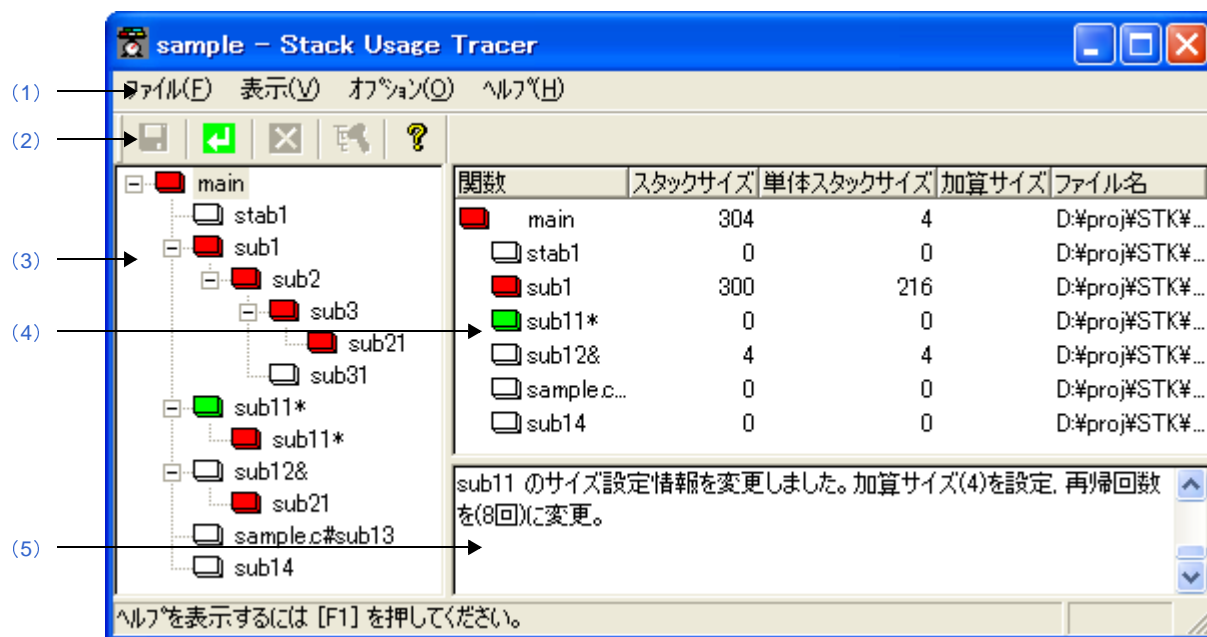 sample - Stack Usage Tracer
(1)
ファイル(F) 表示(V) オプション(O) ヘルプ(H)
(2)
main
stab1
(3)
sub1
sub2
sub3
(4)
sub21
sub31
sub11*
sub11*
sub12&
sub21
(5)
sample.c#sub13
sub14
関数 スタックサイズ 単体スタックサイズ 加算サイズ ファイル名
main 304 4 D:¥proj¥STK¥...
stab1 0 0 D:¥proj¥STK¥...
sub1 300 216 D:¥proj¥STK¥...
sub11* 0 0 D:¥proj¥STK¥...
sub12& 4 4 D:¥proj¥STK¥...
sample.c... 0 0 D:¥proj¥STK¥...
sub14 0 0 D:¥proj¥STK¥...
sub11 のサイズ設定情報を変更しました。加算サイズ(4)を設定, 再帰回数
を(8回)に変更。
ヘルプを表示するには [F1] を押してください。